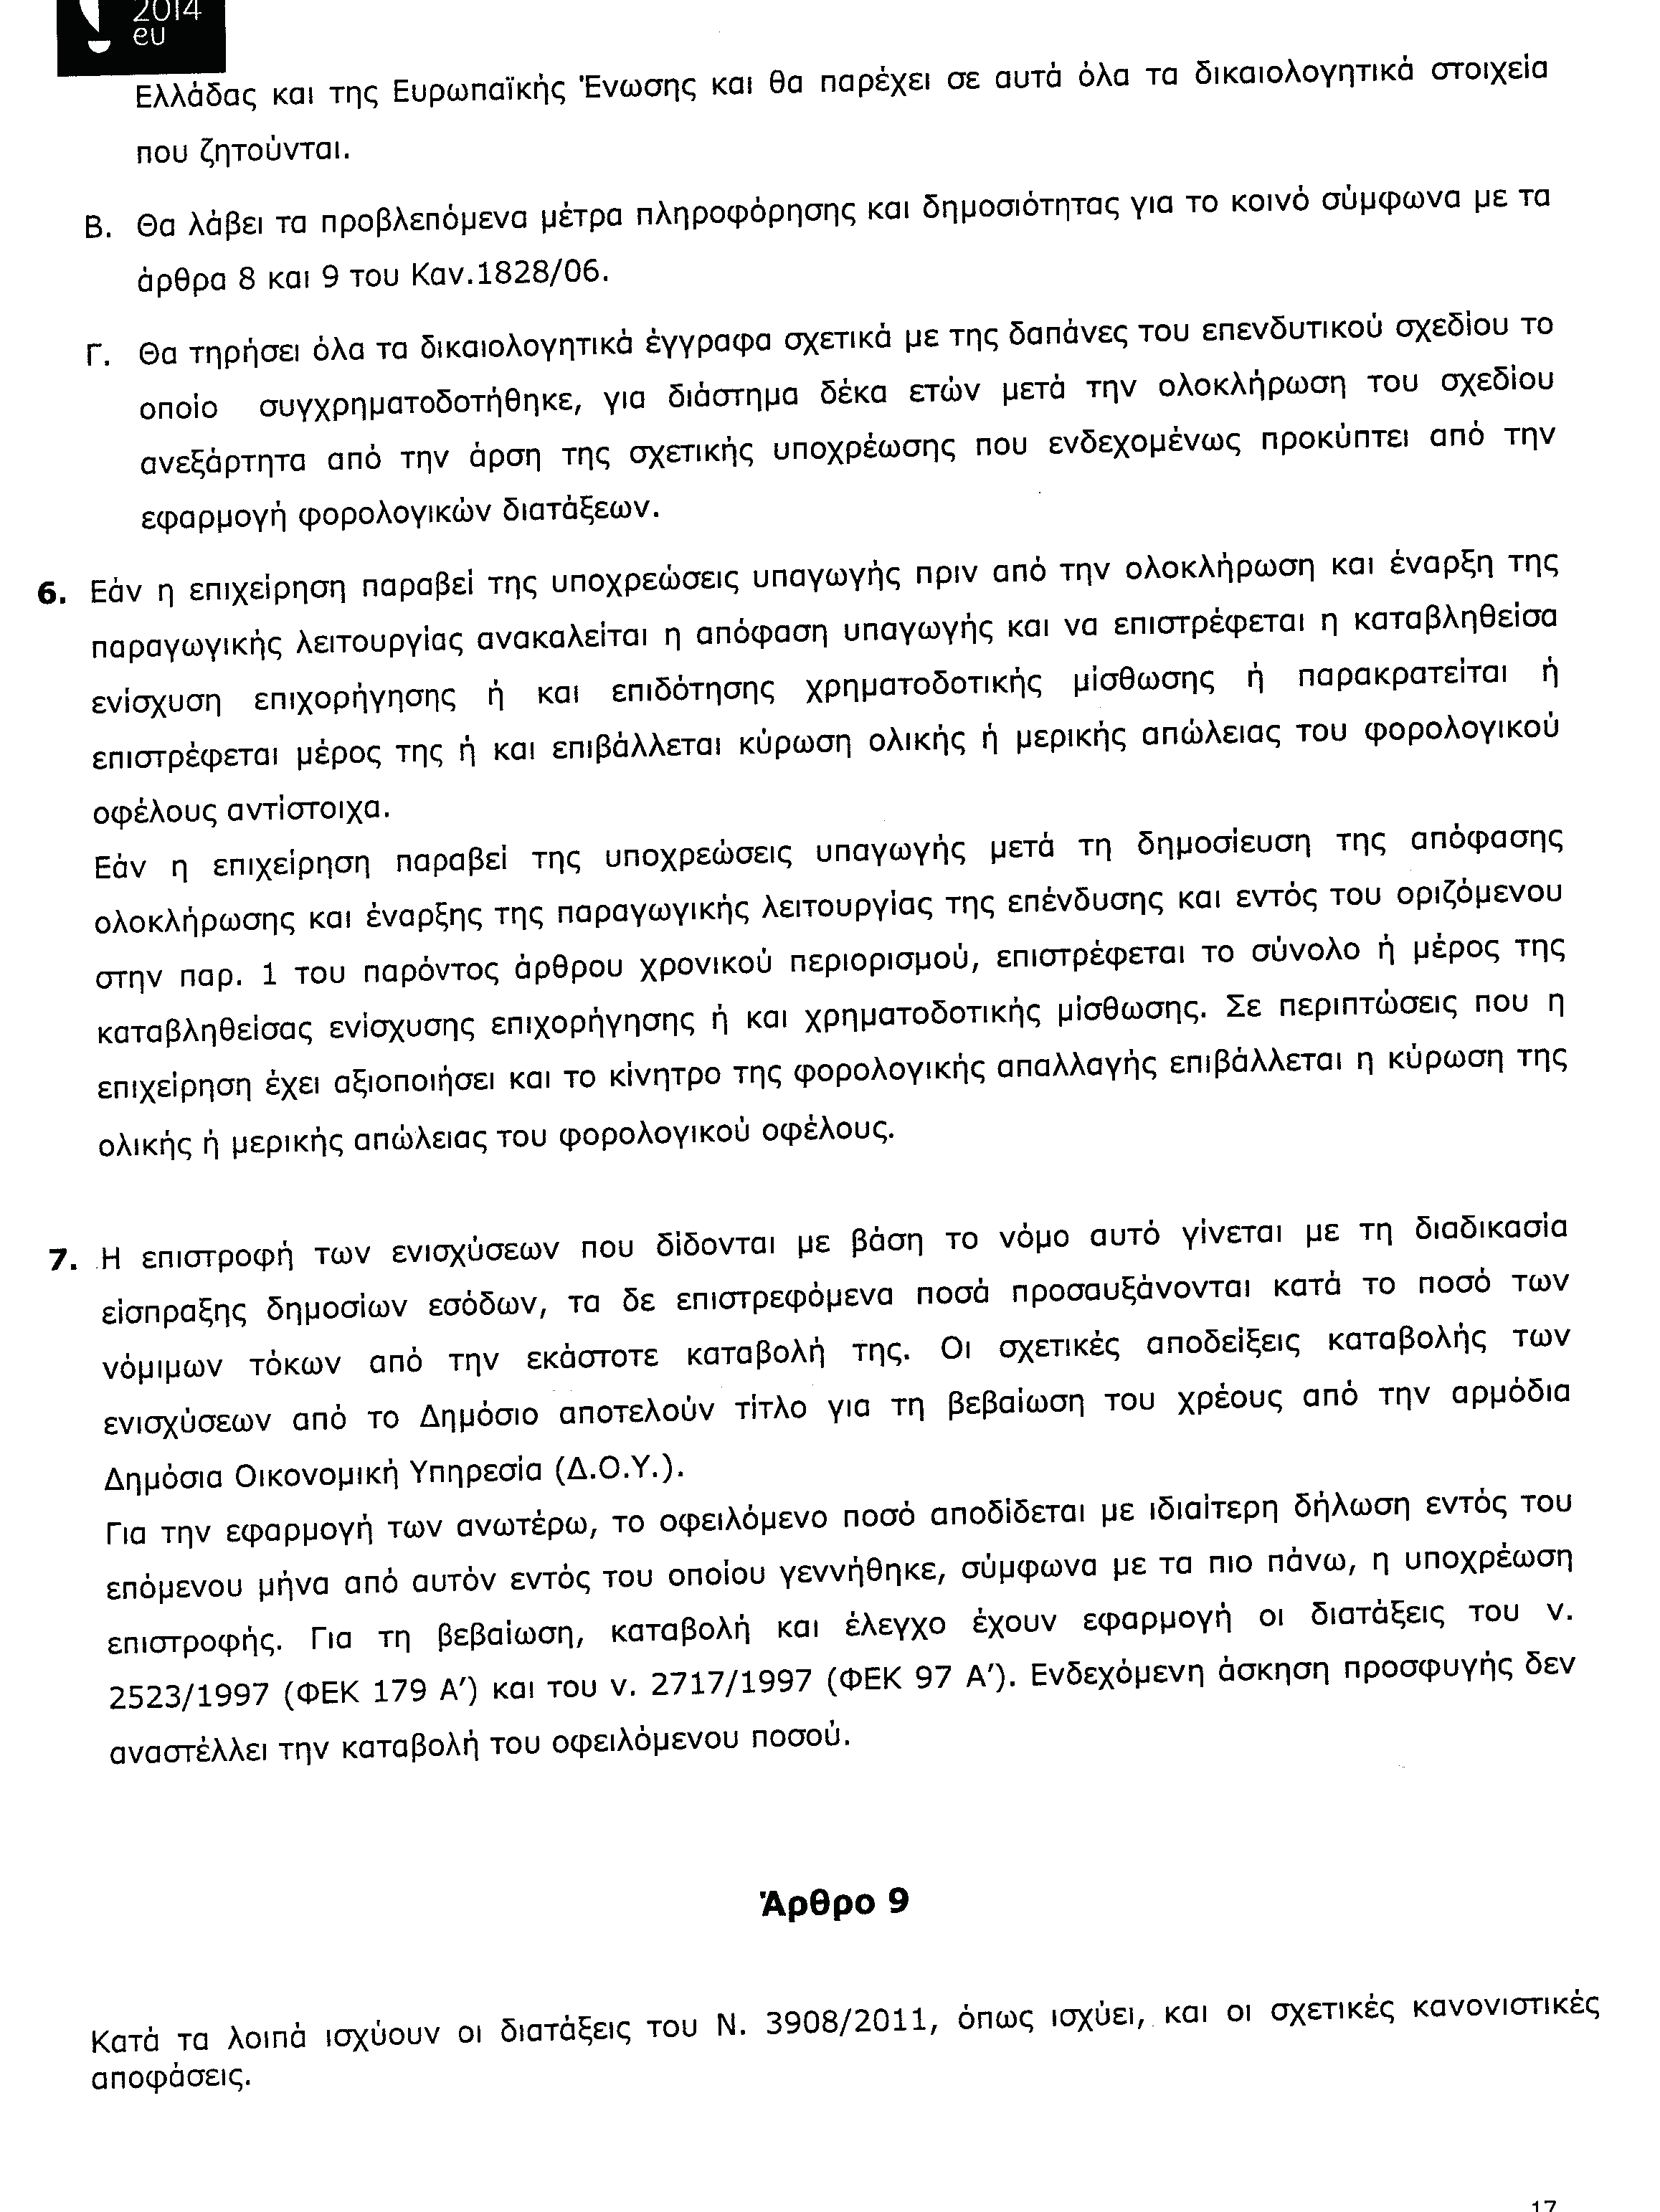 2014
eu
Ελλάδας και της Ευρωπαϊκής Ένωσης και θα παρέχει σε αυτά όλα τα δικαιολογητικά στοιχεία
που ζητούνται.
Β. Θα λάβει τα προβλεπόμενα μέτρα πληροφόρησης και δημοσιότητας για το κοινό σύμφωνα με τα
άρθρα 8 και 9 του Καν.1828/06.
Γ. Θα τηρήσει όλα τα δικαιολογητικά έγγραφα σχετικά με της δαπάνες του επενδυτικού σχεδίου το
οποίο συγχρηματοδοτήθηκε, για διάστημα δέκα ετών μετά την ολοκλήρωση του σχεδίου
ανεξάρτητα από την άρση της σχετικής υποχρέωσης που ενδεχομένως προκύπτει από την
εφαρμογή φορολογικών διατάξεων.
6. Εάν η επιχείρηση παραβεί της υποχρεώσεις υπαγωγής πριν από την ολοκλήρωση και έναρξη της
παραγωγικής λειτουργίας ανακαλείται η απόφαση υπαγωγής και να επιστρέφεται η καταβληθείσα
ενίσχυση επιχορήγησης ή και επιδότησης χρηματοδοτικής μίσθωσης ή παρακρατείται ή
επιστρέφεται μέρος της ή και επιβάλλεται κύρωση ολικής ή μερικής απώλειας του φορολογικού
οφέλους αντίστοιχα.
Εάν η επιχείρηση παραβεί της υποχρεώσεις υπαγωγής μετά τη δημοσίευση της απόφασης
ολοκλήρωσης και έναρξης της παραγωγικής λειτουργίας της επένδυσης και εντός του οριζόμενου
στην παρ. 1 του παρόντος άρθρου χρονικού περιορισμού, επιστρέφεται το σύνολο ή μέρος της
καταβληθείσας ενίσχυσης επιχορήγησης ή και χρηματοδοτικής μίσθωσης. Σε περιπτώσεις που η
επιχείρηση έχει αξιοποιήσει και το κίνητρο της φορολογικής απαλλαγής επιβάλλεται η κύρωση της
ολικής ή μερικής απώλειας του φορολογικού οφέλους.
7. Η επιστροφή των ενισχύσεων που δίδονται με βάση το νόμο αυτό γίνεται με τη διαδικασία
είσπραξης δημοσίων εσόδων, τα δε επιστρεφόμενα ποσά προσαυξάνονται κατά το ποσό των
νόμιμων τόκων από την εκάστοτε καταβολή της. Οι σχετικές αποδείξεις καταβολής των
ενισχύσεων από το Δημόσιο αποτελούν τίτλο για τη βεβαίωση του χρέους από την αρμόδια
Δημόσια Οικονομική Υπηρεσία (Δ.Ο.Υ.).
Για την εφαρμογή των ανωτέρω, το οφειλόμενο ποσό αποδίδεται με ιδιαίτερη δήλωση εντός του
επόμενου μήνα από αυτόν εντός του οποίου γεννήθηκε, σύμφωνα με τα πιο πάνω, η υποχρέωση
επιστροφής. Για τη βεβαίωση, καταβολή και έλεγχο έχουν εφαρμογή οι διατάξεις του ν.
2523/1997 (ΦΕΚ 179 Α’) και του ν. 2717/1997 (ΦΕΚ 97 Α’). Ενδεχόμενη άσκηση προσφυγής δεν
αναστέλλει την καταβολή του οφειλόμενου ποσού.
Άρθρο 9
Κατά τα λοιπά ισχύουν οι διατάξεις του Ν. 3908/2011, όπως ισχύει, και οι σχετικές κανονιστικές
αποφάσεις.
17